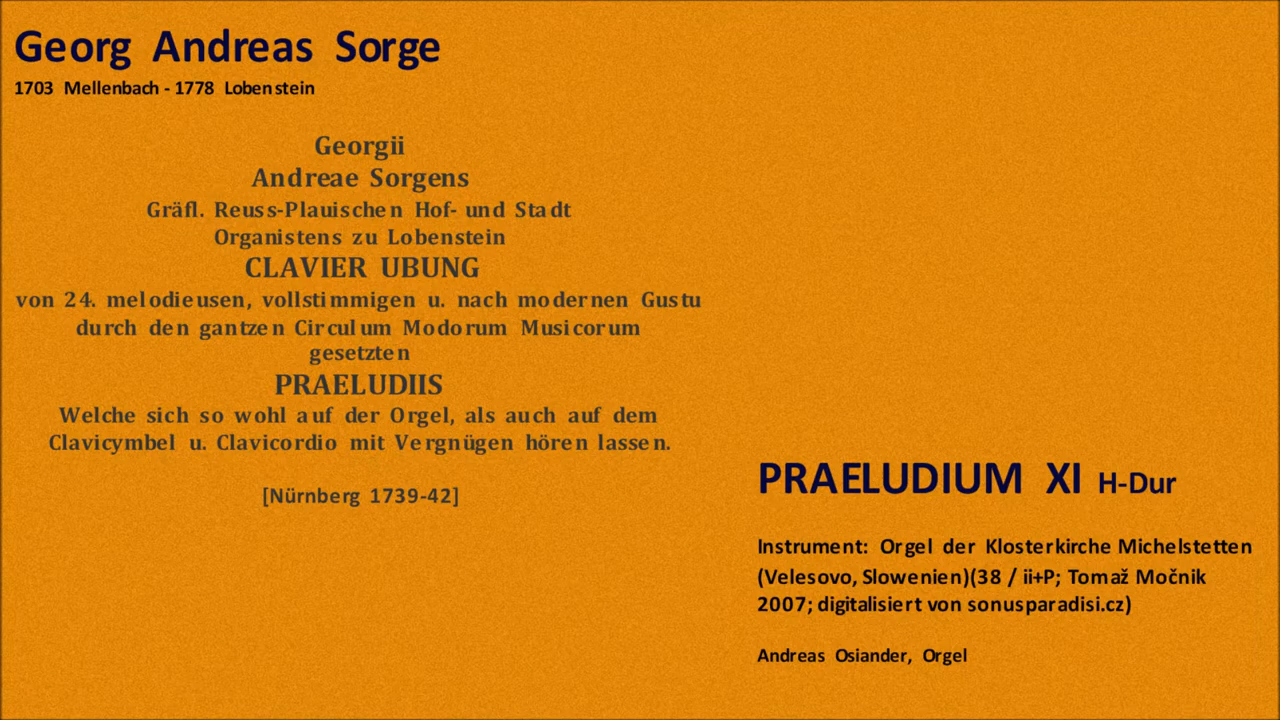 Georg Andreas Sorge
1703 Mellenbach - 1778 Lobenstein
Georgii
Andreae Sorgens
Gräfl. Reuss-Plauischen Hof- und Stadt
Organistens zu Lobenstein
CLAVIER UBUNG
von 24. melodieusen, vollstimmigen u. nach modernen Gustu
durch den gantzen Circulum Modorum Musicorum
gesetzten
PRAELUDIIS
Welche sich so wohl auf der Orgel, als auch auf dem
Clavicymbel u. Clavicordio mit Vergnügen hören lassen.
[Nürnberg 1739-42]
PRAELUDIUM XI H-Dur
Instrument: Orgel der Klosterkirche Michelstetten
(Velesovo, Slowenien)(38 / ii+P; Tomaž Močnik
2007; digitalisiert von sonusparadisi.cz)
Andreas Osiander, Orgel